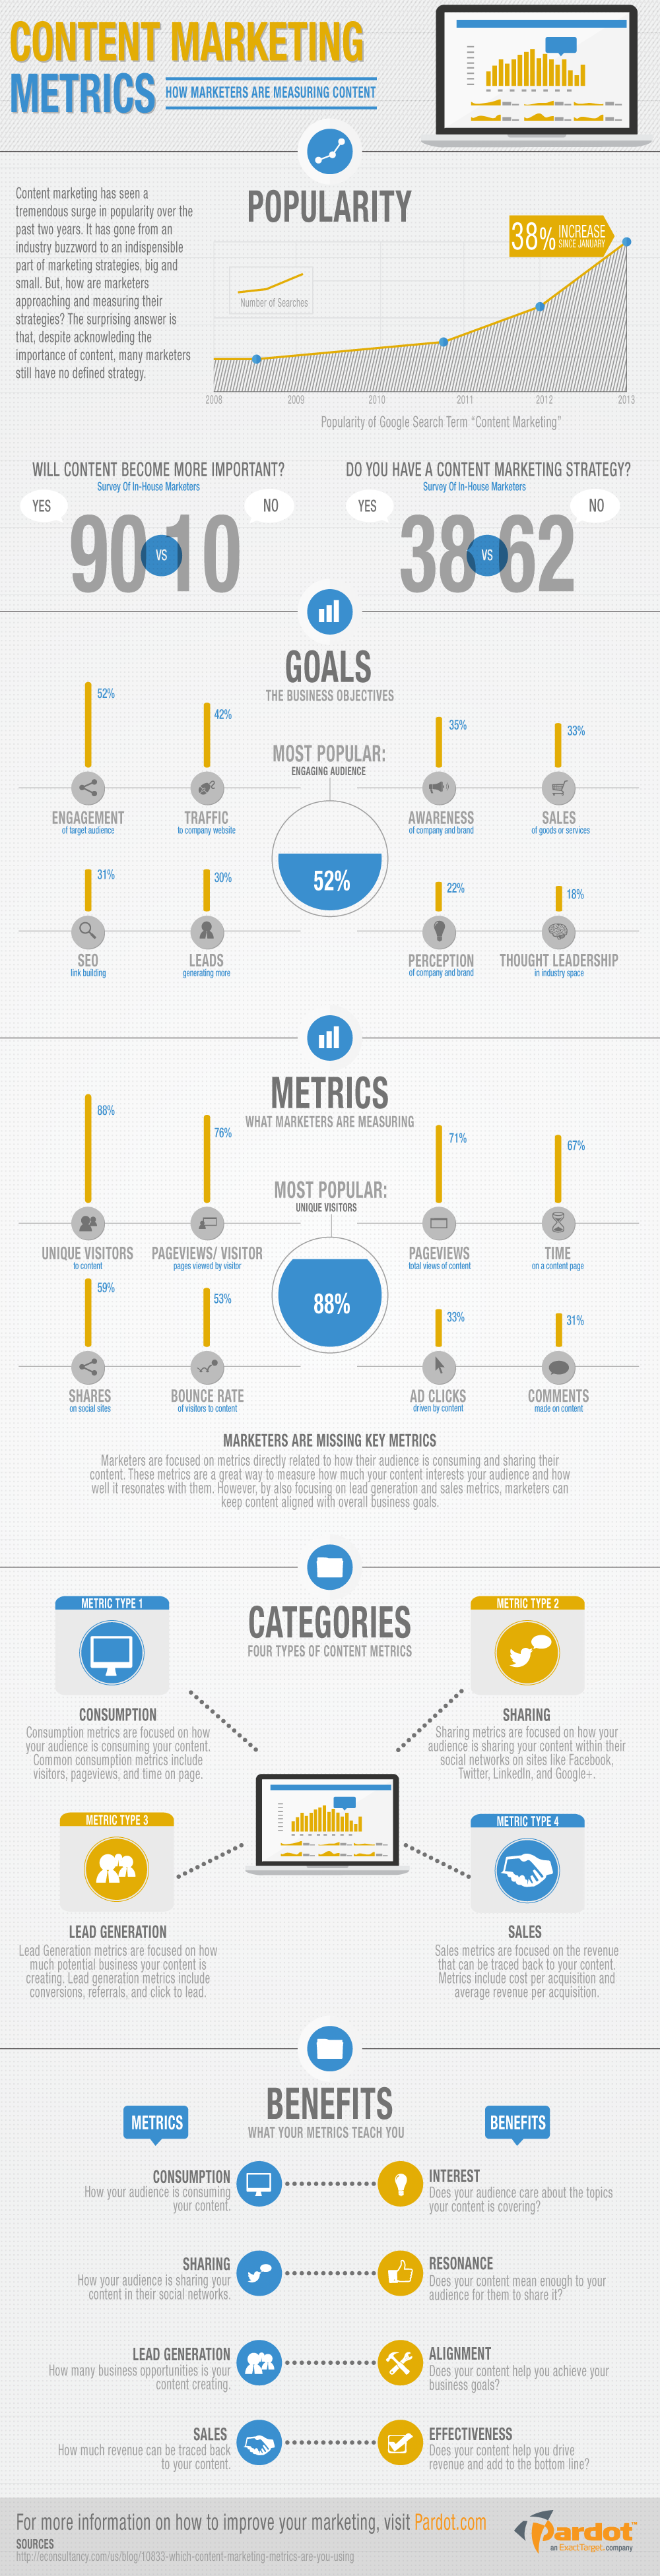 CONTENT MARKETING
METRICS
HOW MARKETERS ARE MEASURING CONTENT
Content marketing has seen a
tremendous surge in popularity over the
past two years. It has gone from an
industry buzzword to an indispensible
part of marketing strategies, big and
small. But, how are marketers
approaching and measuring their
strategies? The surprising answer is
that, despite acknowleding the
importance of content, many marketers
still have no defined strategy.
POPULARITY
38% INCREASE
SINCE JANUARY
Number of Searches
2008 2009 2010 2011 2012 2013
Popularity of Google Search Term "Content Marketing"
WILL CONTENT BECOME MORE IMPORTANT?
Survey Of In-House Marketers
YES
NO
90 VS 10
DO YOU HAVE A CONTENT MARKETING STRATEGY?
Survey Of In-House Marketers
YES
NO
38 VS 62
GOALS
THE BUSINESS OBJECTIVES
MOST POPULAR:
ENGAGING AUDIENCE
52%
52%
ENGAGEMENT
of target audience
42%
TRAFFIC
to company website
35%
AWARENESS
of company and brand
33%
SALES
of goods or services
31%
SEO
link building
30%
LEADS
generating more
22%
PERCEPTION
of company and brand
18%
THOUGHT LEADERSHIP
in industry space
METRICS
WHAT MARKETERS ARE MEASURING
MOST POPULAR:
UNIQUE VISITORS
88%
88%
UNIQUE VISITORS
to content
76%
PAGEVIEWS/ VISITOR
pages viewed by visitor
71%
PAGEVIEWS
total views of content
67%
TIME
on a content page
59%
SHARES
on social sites
53%
BOUNCE RATE
of visitors to content
33%
AD CLICKS
driven by content
31%
COMMENTS
made on content
MARKETERS ARE MISSING KEY METRICS
Marketers are focused on metrics directly related to how their audience is consuming and sharing their
content. These metrics are a great way to measure how much your content interests your audience and how
well it resonates with them. However, by also focusing on lead generation and sales metrics, marketers can
keep content aligned with overall business goals.
CATEGORIES
FOUR TYPES OF CONTENT METRICS
METRIC TYPE 1
CONSUMPTION
Consumption metrics are focused on how
your audience is consuming your content.
Common consumption metrics include
visitors, pageviews, and time on page.
METRIC TYPE 2
SHARING
Sharing metrics are focused on how your
audience is sharing your content within their
social networks on sites like Facebook,
Twitter, LinkedIn, and Google+.
METRIC TYPE 3
LEAD GENERATION
Lead Generation metrics are focused on how
much potential business your content is
creating. Lead generation metrics include
conversions, referrals, and click to lead.
METRIC TYPE 4
SALES
Sales metrics are focused on the revenue
that can be traced back to your content.
Metrics include cost per acquisition and
average revenue per acquisition.
BENEFITS
WHAT YOUR METRICS TEACH YOU
METRICS
BENEFITS
CONSUMPTION
How your audience is consuming
your content.
INTEREST
Does your audience care about the topics
your content is covering?
SHARING
How your audience is sharing your
content in their social networks.
RESONANCE
Does your content mean enough to your
audience for them to share it?
LEAD GENERATION
How many business opportunities is your
content creating.
ALIGNMENT
Does your content help you achieve your
business goals?
SALES
How much revenue can be traced back
to your content.
EFFECTIVENESS
Does your content help you drive
revenue and add to the bottom line?
For more information on how to improve your marketing, visit Pardot.com
SOURCES
http://econsultancy.com/us/blog/10833-which-content-marketing-metrics-are-you-using
Pardot™
an ExactTarget. company